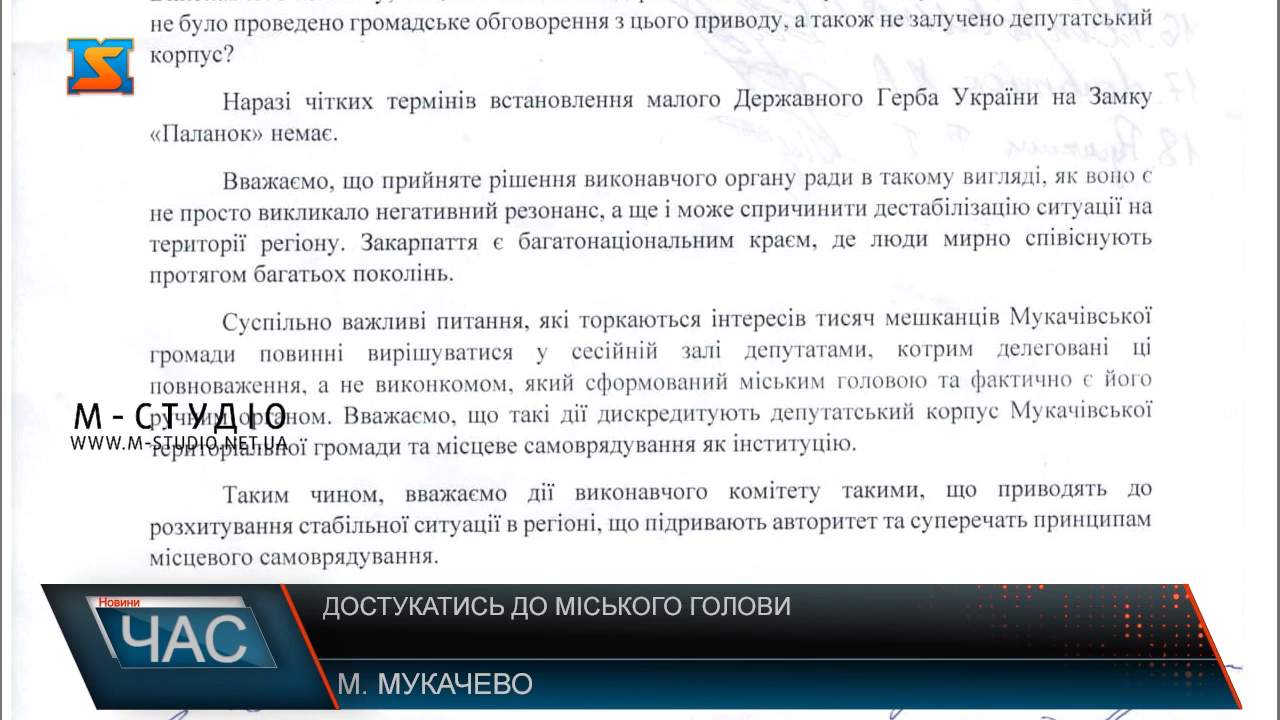 не було проведено громадське обговорення з цього приводу, а також не залучено депутатський
корпус?
Наразі чітких термінів встановлення малого Державного Герба України на Замку
«Паланок» немає.
Вважаємо, що прийняте рішення виконавчого органу ради в такому вигляді, як воно є
не просто викликало негативний резонанс, а ще і може спричинити дестабілізацію ситуації на
території регіону. Закарпаття є багатонаціональним краєм, де люди мирно співіснують
протягом багатьох поколінь.
Суспільно важливі питання, які торкаються інтересів тисяч мешканців Мукачівської
громади повинні вирішуватися у сесійній залі депутатами, котрим делеговані ці
повноваження, а не виконкомом, який сформований міським головою та фактично є його
ручним органом. Вважаємо, що такі дії дискредитують депутатський корпус Мукачівської
територіальної громади та місцеве самоврядування як інституцію.
Таким чином, вважаємо дії виконавчого комітету такими, що приводять до
розхитування стабільної ситуації в регіоні, що підривають авторитет та суперечать принципам
місцевого самоврядування.
М-СТУДІО
WWW.M-STUDIO.NET.UA
Новини
ЧАС
ДОСТУКАТИСЬ ДО МІСЬКОГО ГОЛОВИ
М. МУКАЧЕВО